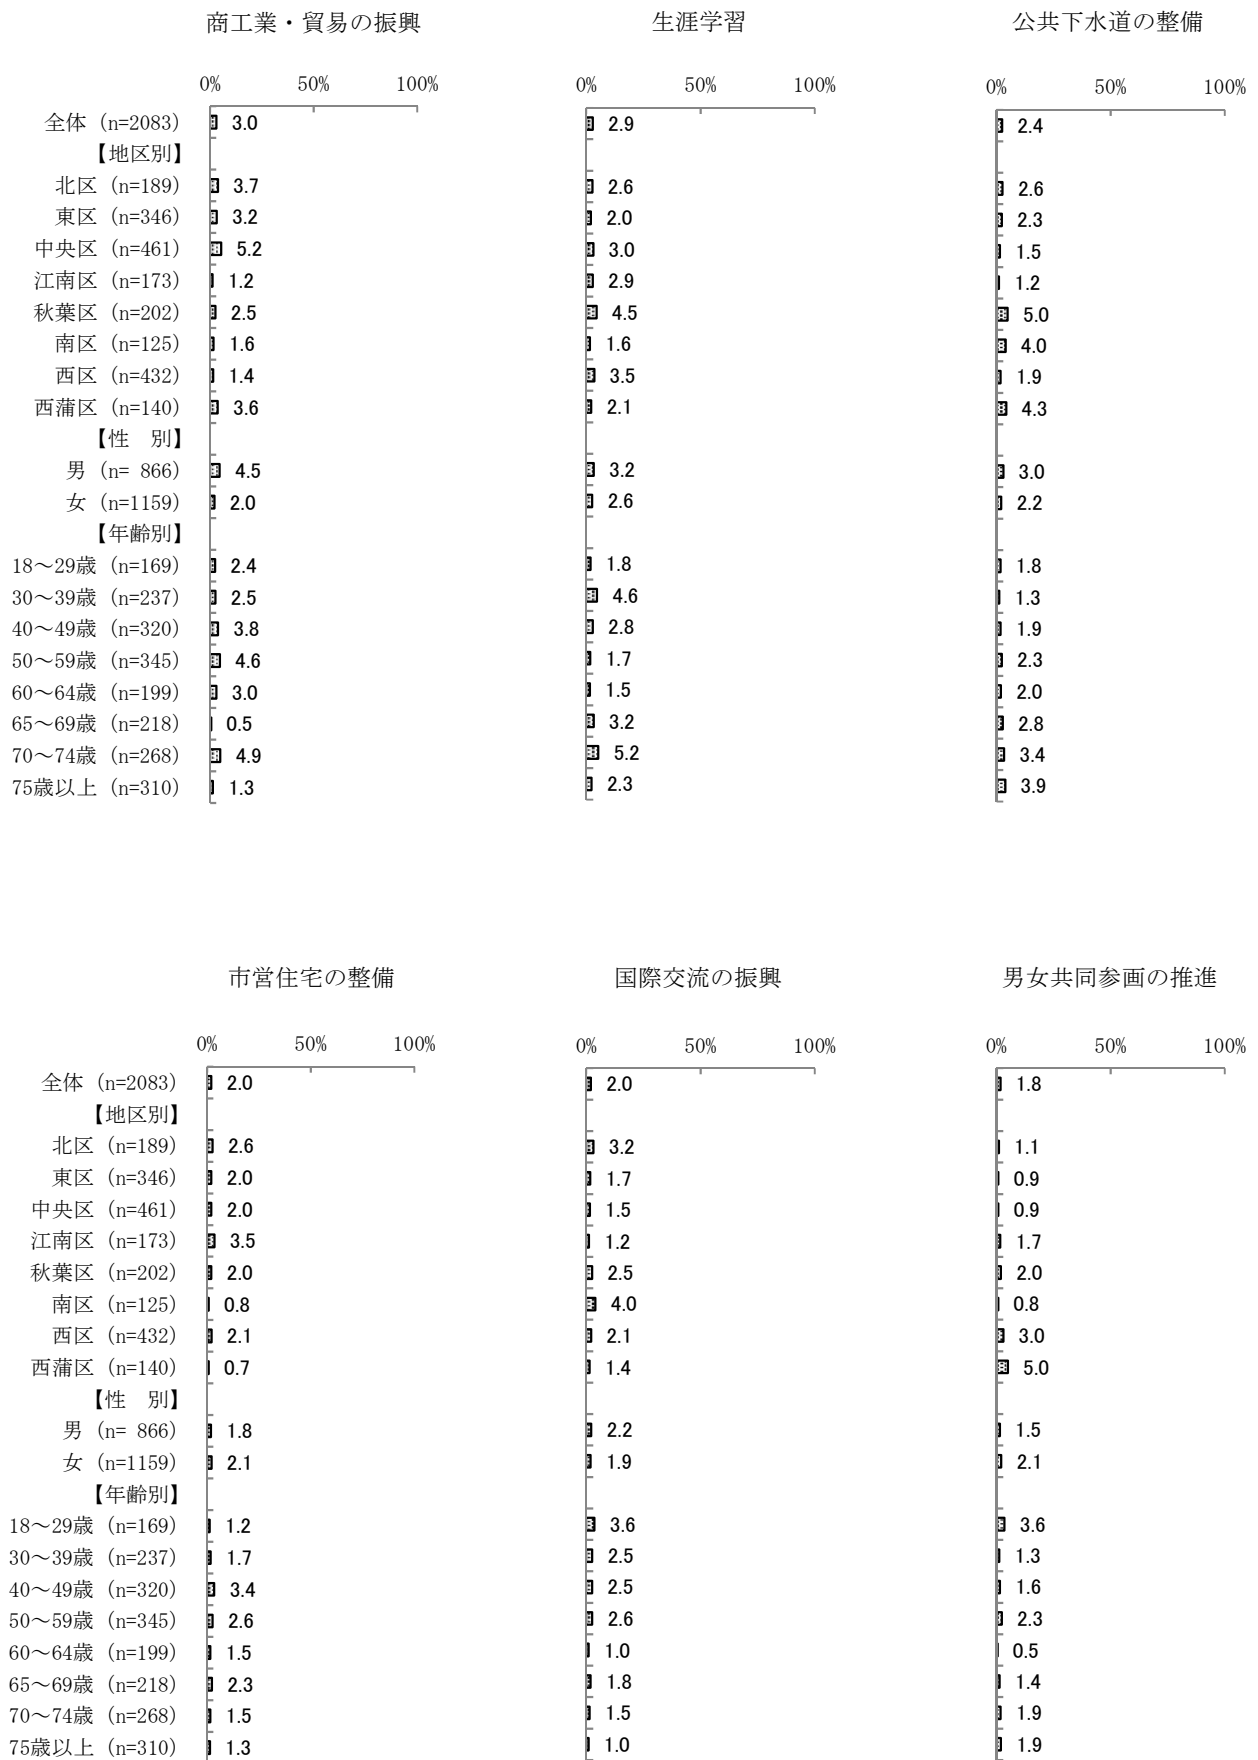 商工業・貿易の振興 生涯学習 公共下水道の整備
0% 50% 100% 0% 50% 100% 0% 50% 100%
全体 (n=2083) 3.0 2.9 2.4
【地区別】
北区 (n=189) 3.7 2.6 2.6
東区 (n=346) 3.2 2.0 2.3
中央区 (n=461) 5.2 3.0 1.5
江南区 (n=173) 1.2 2.9 1.2
秋葉区 (n=202) 2.5 4.5 5.0
南区 (n=125) 1.6 1.6 4.0
西区 (n=432) 1.4 3.5 1.9
西蒲区 (n=140) 3.6 2.1 4.3
【性　別】
男 (n= 866) 4.5 3.2 3.0
女 (n=1159) 2.0 2.6 2.2
【年齢別】
18～29歳 (n=169) 2.4 1.8 1.8
30～39歳 (n=237) 2.5 4.6 1.3
40～49歳 (n=320) 3.8 2.8 1.9
50～59歳 (n=345) 4.6 1.7 2.3
60～64歳 (n=199) 3.0 1.5 2.0
65～69歳 (n=218) 0.5 3.2 2.8
70～74歳 (n=268) 4.9 5.2 3.4
75歳以上 (n=310) 1.3 2.3 3.9
市営住宅の整備 国際交流の振興 男女共同参画の推進
0% 50% 100% 0% 50% 100% 0% 50% 100%
全体 (n=2083) 2.0 2.0 1.8
【地区別】
北区 (n=189) 2.6 3.2 1.1
東区 (n=346) 2.0 1.7 0.9
中央区 (n=461) 2.0 1.5 0.9
江南区 (n=173) 3.5 1.2 1.7
秋葉区 (n=202) 2.0 2.5 2.0
南区 (n=125) 0.8 4.0 0.8
西区 (n=432) 2.1 2.1 3.0
西蒲区 (n=140) 0.7 1.4 5.0
【性　別】
男 (n= 866) 1.8 2.2 1.5
女 (n=1159) 2.1 1.9 2.1
【年齢別】
18～29歳 (n=169) 1.2 3.6 3.6
30～39歳 (n=237) 1.7 2.5 1.3
40～49歳 (n=320) 3.4 2.5 1.6
50～59歳 (n=345) 2.6 2.6 2.3
60～64歳 (n=199) 1.5 1.0 0.5
65～69歳 (n=218) 2.3 1.8 1.4
70～74歳 (n=268) 1.5 1.5 1.9
75歳以上 (n=310) 1.3 1.0 1.9